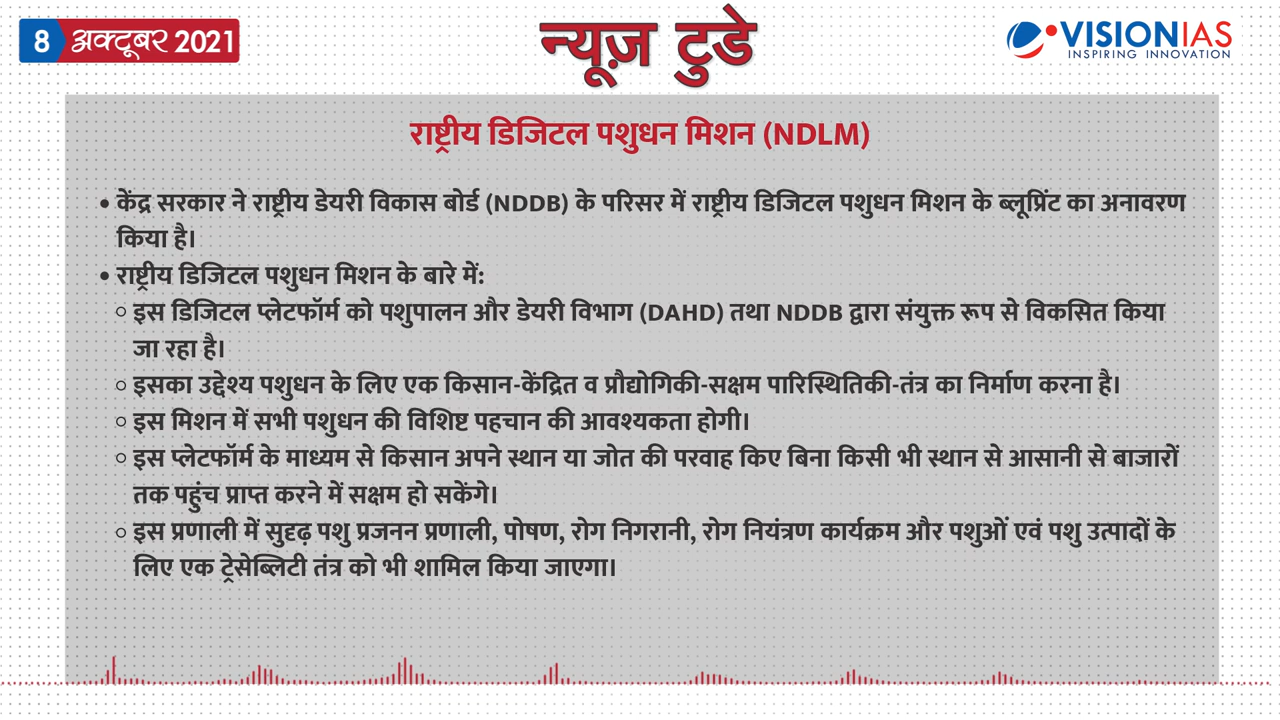 8 अक्टूबर 2021
न्यूज़ टुडे
VISIONIAS
INSPIRING INNOVATION
राष्ट्रीय डिजिटल पशुधन मिशन (NDLM)
• केंद्र सरकार ने राष्ट्रीय डेयरी विकास बोर्ड (NDDB) के परिसर में राष्ट्रीय डिजिटल पशुधन मिशन के ब्लूप्रिंट का अनावरण
किया है।
• राष्ट्रीय डिजिटल पशुधन मिशन के बारे में:
○ इस डिजिटल प्लेटफॉर्म को पशुपालन और डेयरी विभाग (DAHD) तथा NDDB द्वारा संयुक्त रूप से विकसित किया
जा रहा है।
○ इसका उद्देश्य पशुधन के लिए एक किसान-केंद्रित व प्रौद्योगिकी-सक्षम पारिस्थितिकी-तंत्र का निर्माण करना है।
○ इस मिशन में सभी पशुधन की विशिष्ट पहचान की आवश्यकता होगी।
○ इस प्लेटफॉर्म के माध्यम से किसान अपने स्थान या जोत की परवाह किए बिना किसी भी स्थान से आसानी से बाजारों
तक पहुंच प्राप्त करने में सक्षम हो सकेंगे।
○ इस प्रणाली में सुदृढ़ पशु प्रजनन प्रणाली, पोषण, रोग निगरानी, रोग नियंत्रण कार्यक्रम और पशुओं एवं पशु उत्पादों के
लिए एक ट्रेसेब्लिटी तंत्र को भी शामिल किया जाएगा।